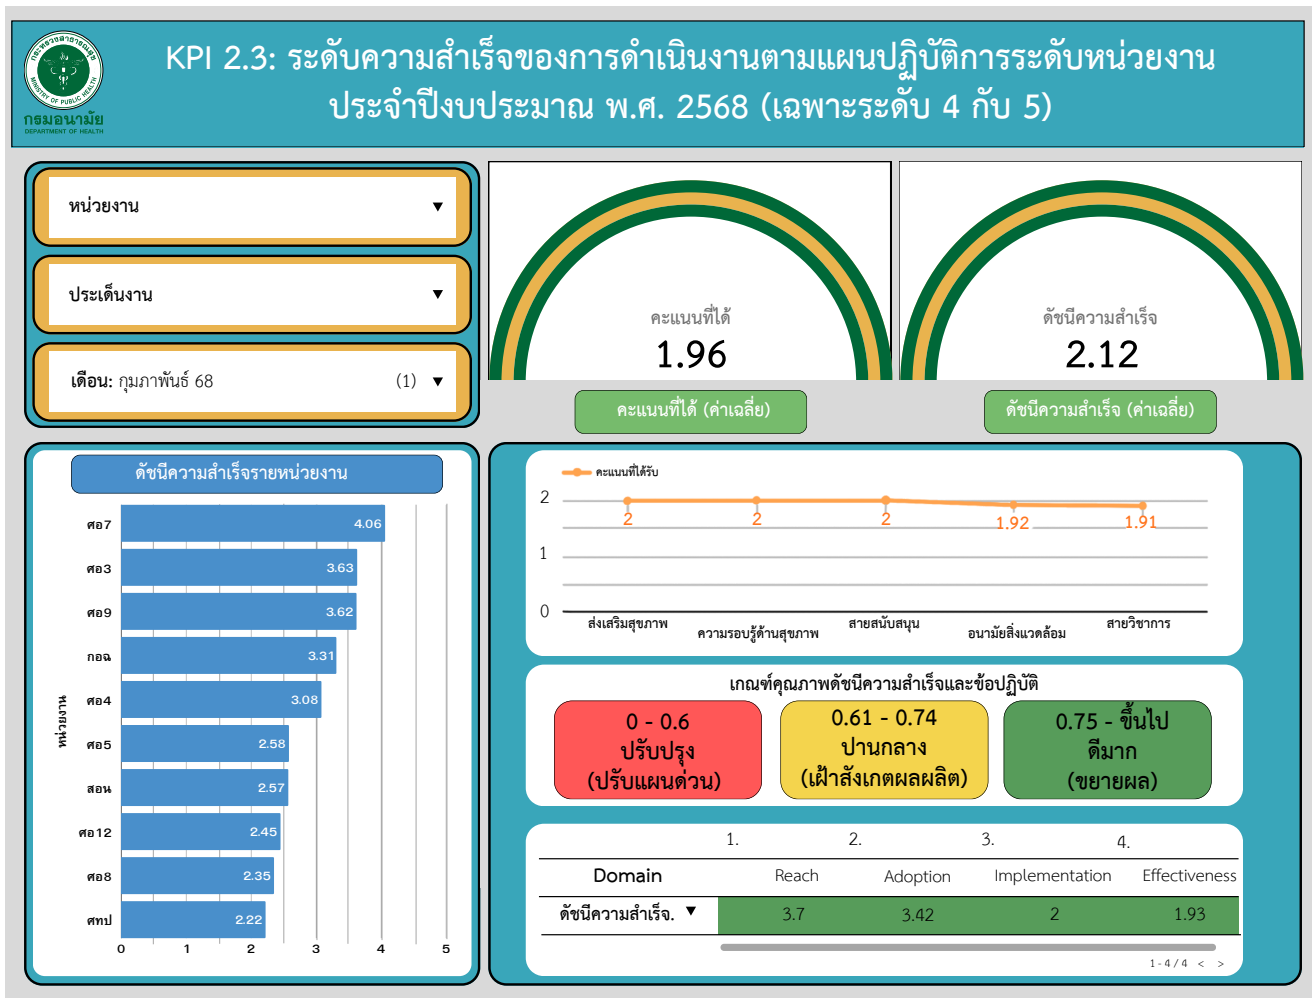 กระทรวงสาธารณสุข
MINISTRY OF PUBLIC HEALTH
กรมอนามัย
DEPARTMENT OF HEALTH
KPI 2.3: ระดับความสำเร็จของการดำเนินงานตามแผนปฏิบัติการระดับหน่วยงาน
ประจำปีงบประมาณ พ.ศ. 2568 (เฉพาะระดับ 4 กับ 5)
หน่วยงาน
ประเด็นงาน
เดือน: กุมภาพันธ์ 68 (1)
คะแนนที่ได้
1.96
คะแนนที่ได้ (ค่าเฉลี่ย)
ดัชนีความสำเร็จ
2.12
ดัชนีความสำเร็จ (ค่าเฉลี่ย)
ดัชนีความสำเร็จรายหน่วยงาน
หน่วยงาน
ศอ7 4.06
ศอ3 3.63
ศอ9 3.62
กอฉ 3.31
ศอ4 3.08
ศอ5 2.58
สอน 2.57
ศอ12 2.45
ศอ8 2.35
ศทป 2.22
0 1 2 3 4 5
คะแนนที่ได้รับ
2
1
0
2 2 2 1.92 1.91
ส่งเสริมสุขภาพ ความรอบรู้ด้านสุขภาพ สายสนับสนุน อนามัยสิ่งแวดล้อม สายวิชาการ
เกณฑ์คุณภาพดัชนีความสำเร็จและข้อปฏิบัติ
0 - 0.6
ปรับปรุง
(ปรับแผนด่วน)
0.61 - 0.74
ปานกลาง
(เฝ้าสังเกตผลผลิต)
0.75 - ขึ้นไป
ดีมาก
(ขยายผล)
1. 2. 3. 4.
Domain Reach Adoption Implementation Effectiveness
ดัชนีความสำเร็จ. 3.7 3.42 2 1.93
1 - 4 / 4 < >